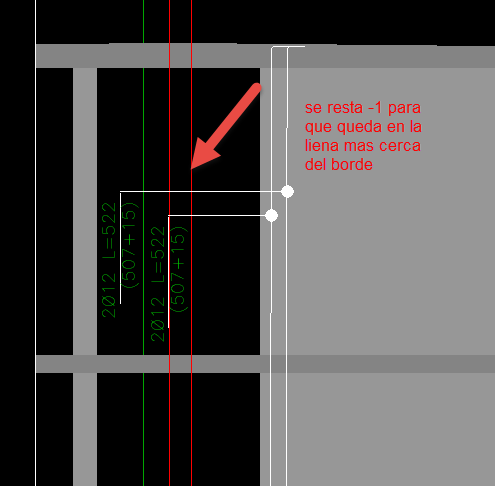 se resta -1 para
que queda en la
liena mas cerca
del borde
2Ø12 L=522
(507+15)
2Ø12 L=522
(507+15)